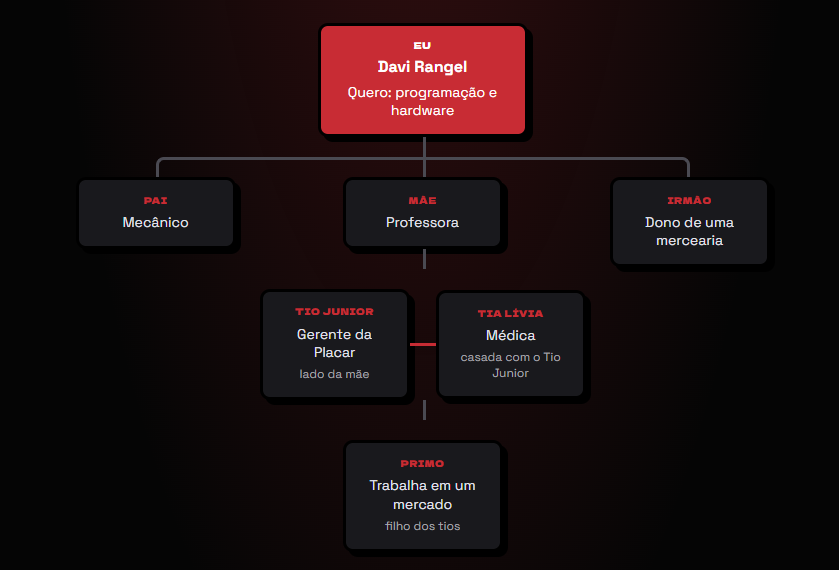 EU
Davi Rangel
Quero: programação e
hardware
PAI
Mecânico
MÃE
Professora
IRMÃO
Dono de uma
mercearia
TIO JUNIOR
Gerente da
Placar
lado da mãe
TIA LÍVIA
Médica
casada com o Tio
Junior
PRIMO
Trabalha em um
mercado
filho dos tios